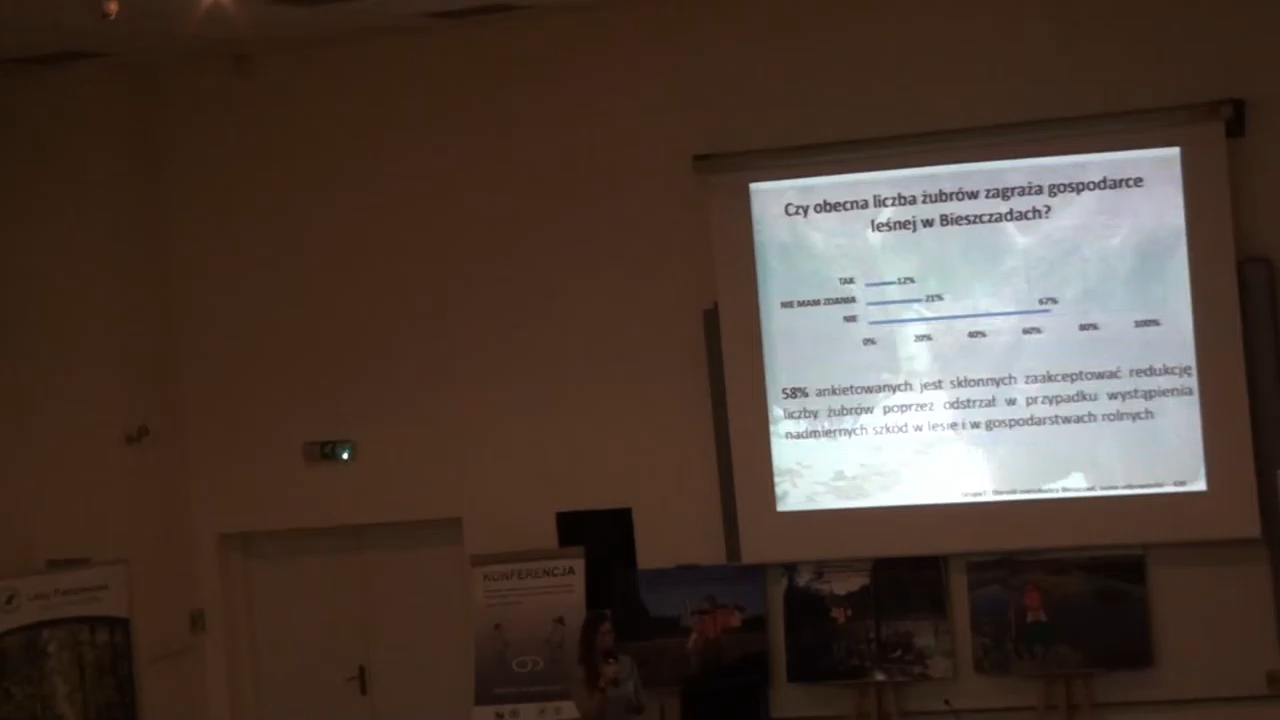 Czy obecna liczba żubrów zagraża gospodarce
leśnej w Bieszczadach?
TAK 12%
NIE MAM ZDANIA 21%
NIE 67%
0% 20% 40% 60% 80% 100%
58% ankietowanych jest skłonnych zaakceptować redukcję
liczby żubrów poprzez odstrzał w przypadku wystąpienia
nadmiernych szkód w lesie i w gospodarstwach rolnych
KONFERENCJA
Lasy Państwowe